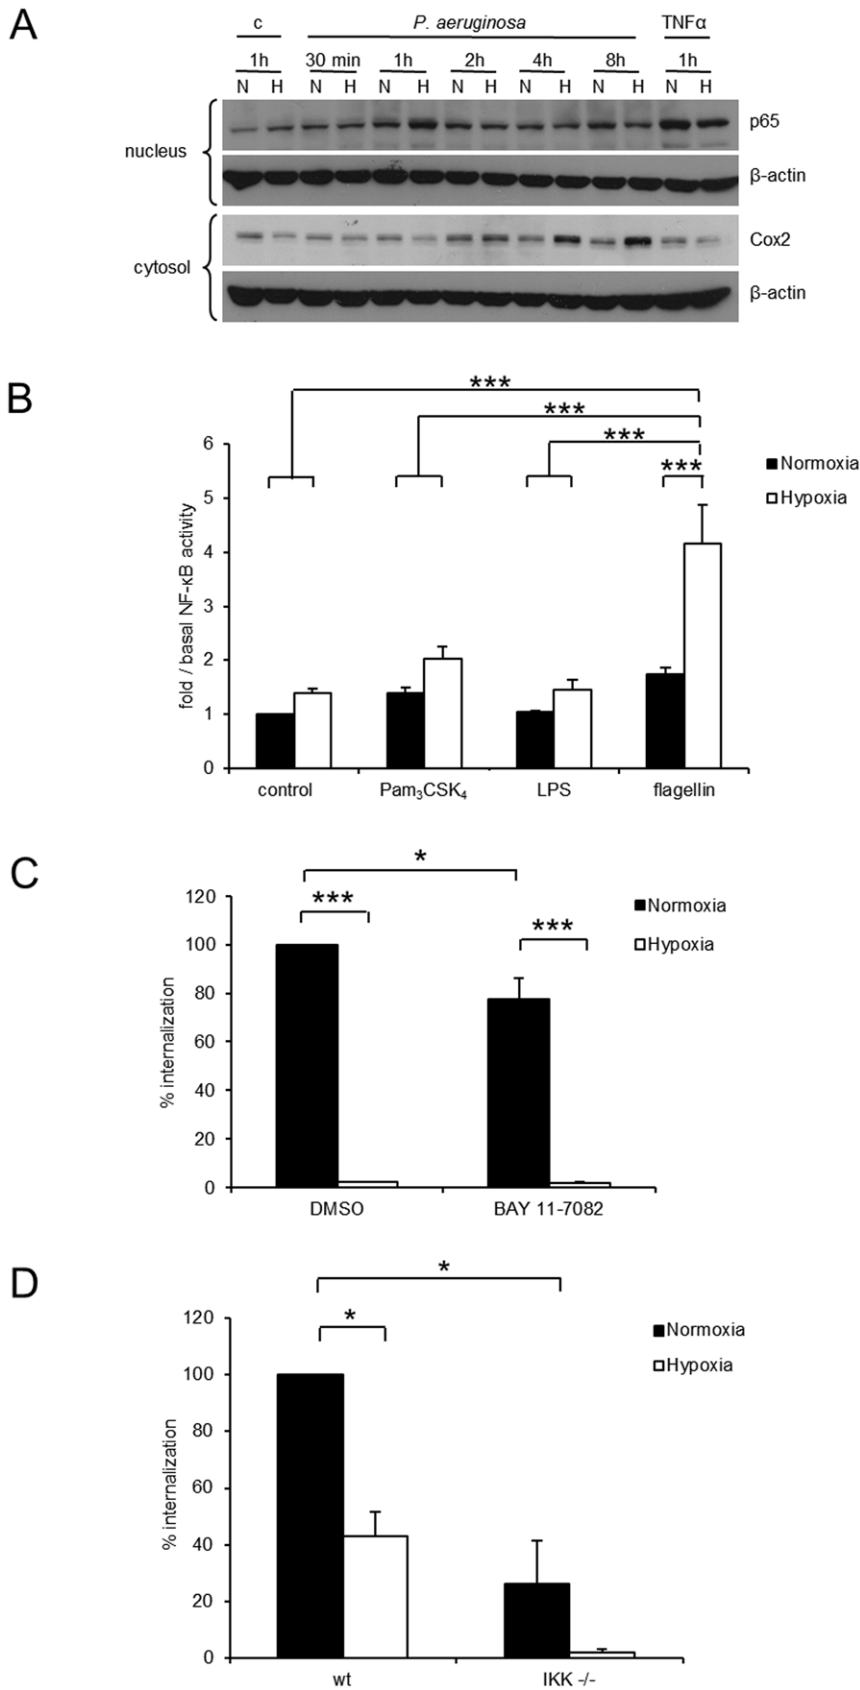 A
c P. aeruginosa TNFα
1h 30 min 1h 2h 4h 8h 1h
N H N H N H N H N H N H N H
nucleus
p65
β-actin
cytosol
Cox2
β-actin
B
***
***
***
***
Normoxia
Hypoxia
fold / basal NF-κB activity
6
5
4
3
2
1
0
control Pam₃CSK₄ LPS flagellin
C
*
***
***
Normoxia
Hypoxia
% internalization
120
100
80
60
40
20
0
DMSO BAY 11-7082
D
*
*
Normoxia
Hypoxia
% internalization
120
100
80
60
40
20
0
wt IKK -/-